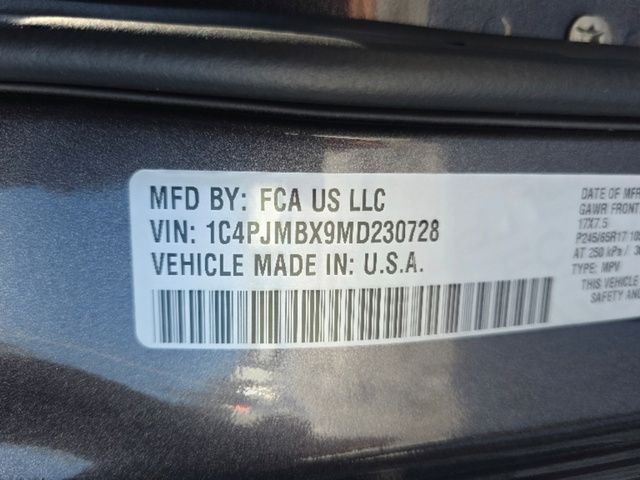 MFD BY: FCA US LLC
VIN: 1C4PJMBX9MD230728
VEHICLE MADE IN: U.S.A.
DATE OF MFR
GAWR FRONT
17X7.5
P245/65R17
AT 250 kPa /
TYPE: MPV
THIS VEHICLE
SAFETY